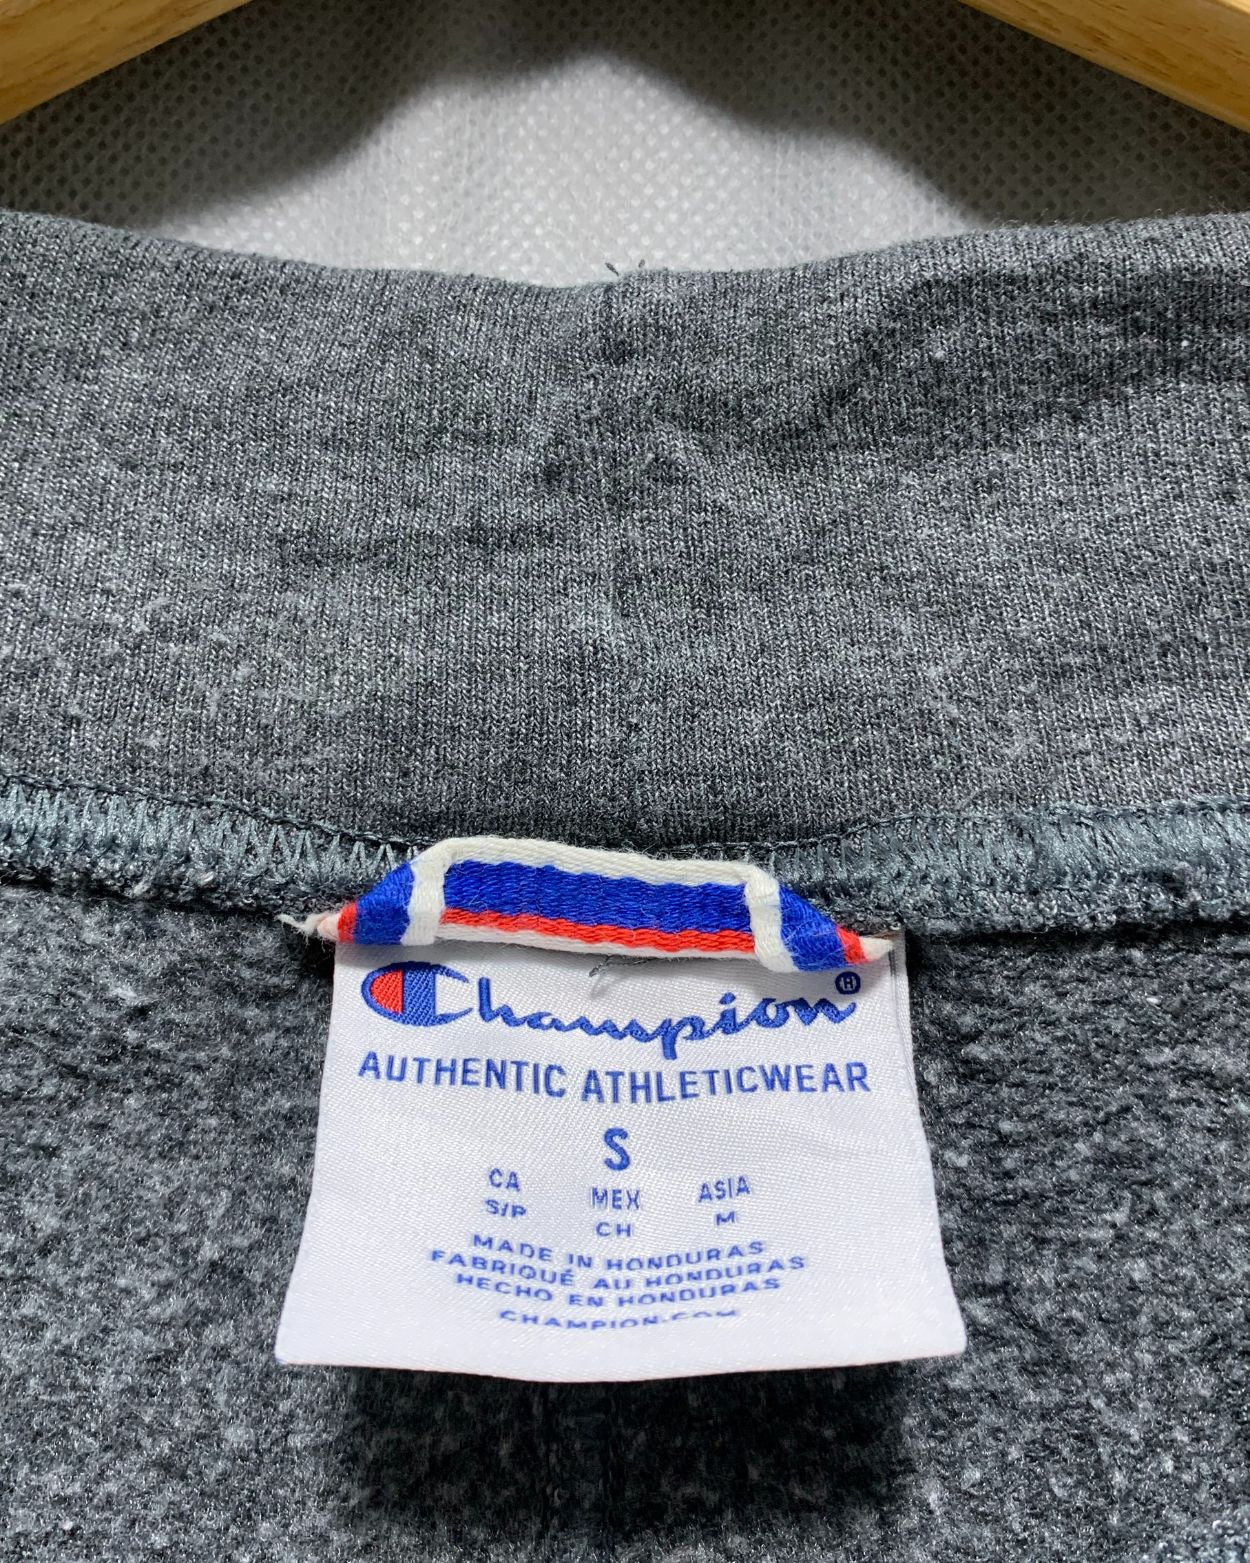 Champion®
AUTHENTIC ATHLETICWEAR
S
CA MEX ASIA
S/P CH M
MADE IN HONDURAS
FABRIQUÉ AU HONDURAS
HECHO EN HONDURAS
CHAMPION.COM